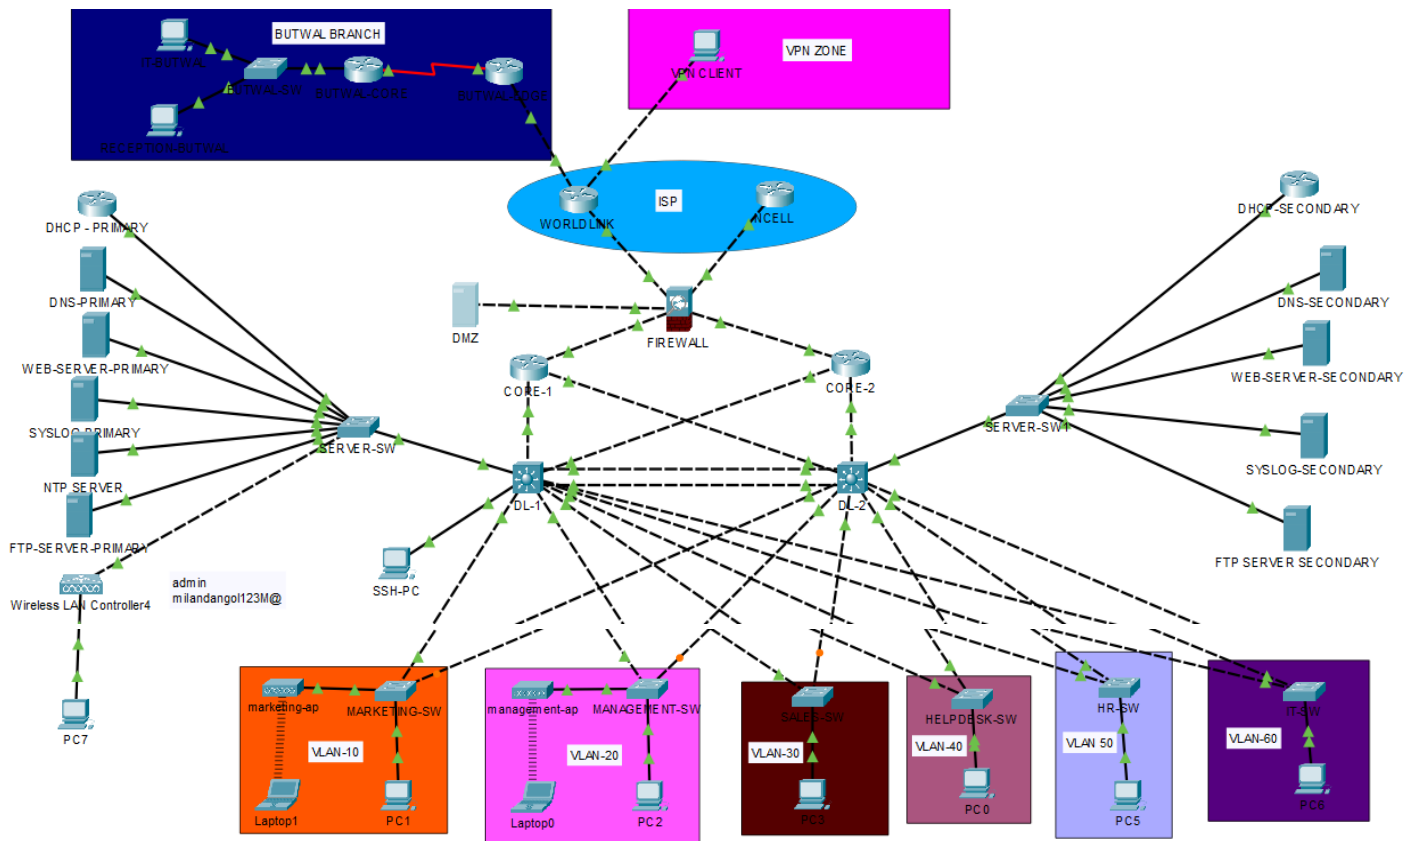 BUTWAL BRANCH
IT-BUTWAL
BUTWAL-SW
BUTWAL-CORE
BUTWAL-EDGE
RECEPTION-BUTWAL
VPN ZONE
VPN CLIENT
ISP
WORLDLINK
NCELL
DHCP - PRIMARY
DNS-PRIMARY
WEB-SERVER-PRIMARY
SYSLOG-PRIMARY
NTP SERVER
FTP-SERVER-PRIMARY
SERVER-SW
Wireless LAN Controller4
PC7
admin
milandangol123M@
DMZ
FIREWALL
CORE-1
CORE-2
DL-1
DL-2
SSH-PC
DHCP-SECONDARY
DNS-SECONDARY
WEB-SERVER-SECONDARY
SERVER-SW1
SYSLOG-SECONDARY
FTP SERVER SECONDARY
marketing-ap
MARKETING-SW
VLAN-10
Laptop1
PC1
management-ap
MANAGEMENT-SW
VLAN-20
Laptop0
PC2
SALES-SW
VLAN-30
PC3
HELPDESK-SW
VLAN-40
PC0
HR-SW
VLAN 50
PC5
IT-SW
VLAN-60
PC6